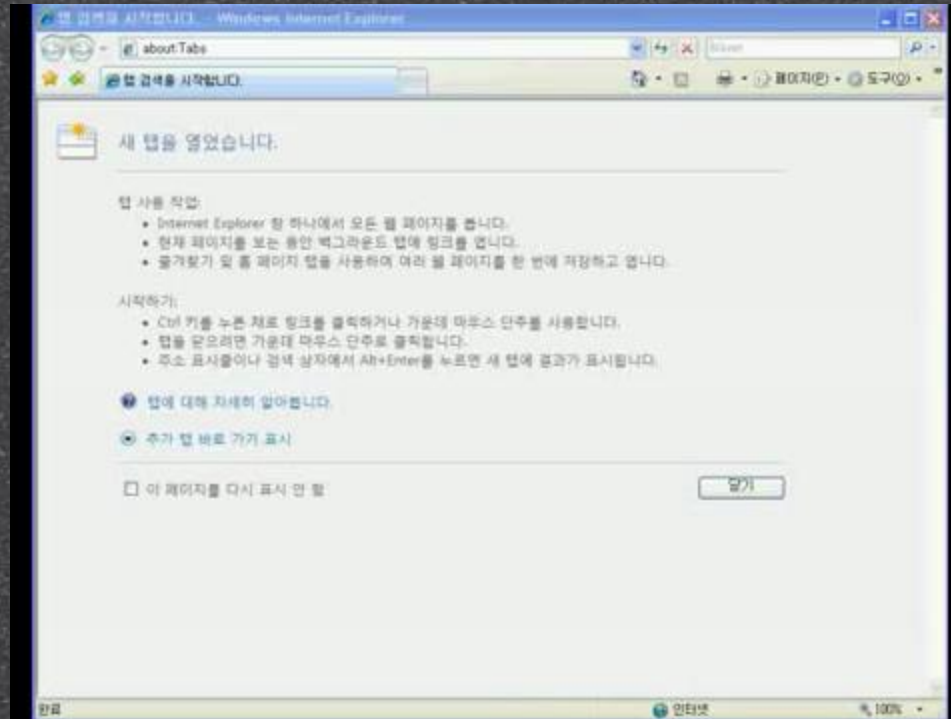 탭 검색을 시작합니다. - Windows Internet Explorer
about:Tabs
탭 검색을 시작합니다.
페이지(P) 도구(O)
새 탭을 열었습니다.
탭 사용 작업:
• Internet Explorer 창 하나에서 모든 웹 페이지를 봅니다.
• 현재 페이지를 보는 동안 백그라운드 탭에 링크를 엽니다.
• 즐겨찾기 및 홈 페이지 탭을 사용하여 여러 웹 페이지를 한 번에 저장하고 엽니다.
시작하기:
• Ctrl 키를 누른 채로 링크를 클릭하거나 가운데 마우스 단추를 사용합니다.
• 탭을 닫으려면 가운데 마우스 단추로 클릭합니다.
• 주소 표시줄이나 검색 상자에서 Alt+Enter를 누르면 새 탭에 결과가 표시됩니다.
탭에 대해 자세히 알아봅니다.
추가 탭 바로 가기 표시
이 페이지를 다시 표시 안 함
닫기
완료
인터넷
100%